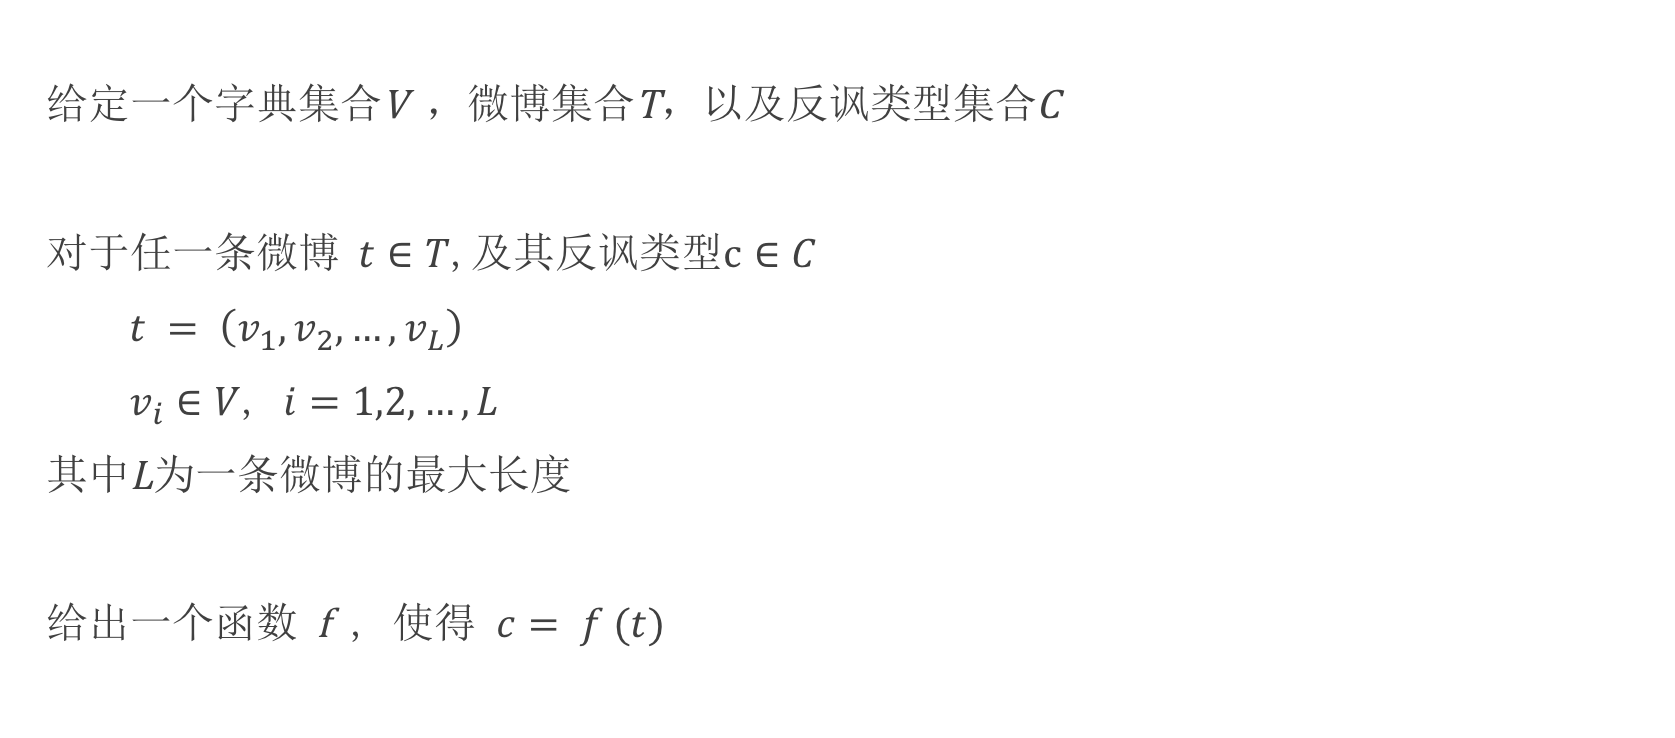 给定一个字典集合V ，微博集合T，以及反讽类型集合C
对于任一条微博 t ∈ T, 及其反讽类型c ∈ C
t = (v₁, v₂, … , v_L)
vᵢ ∈ V, i = 1,2, … , L
其中L为一条微博的最大长度
给出一个函数 f ， 使得 c = f (t)